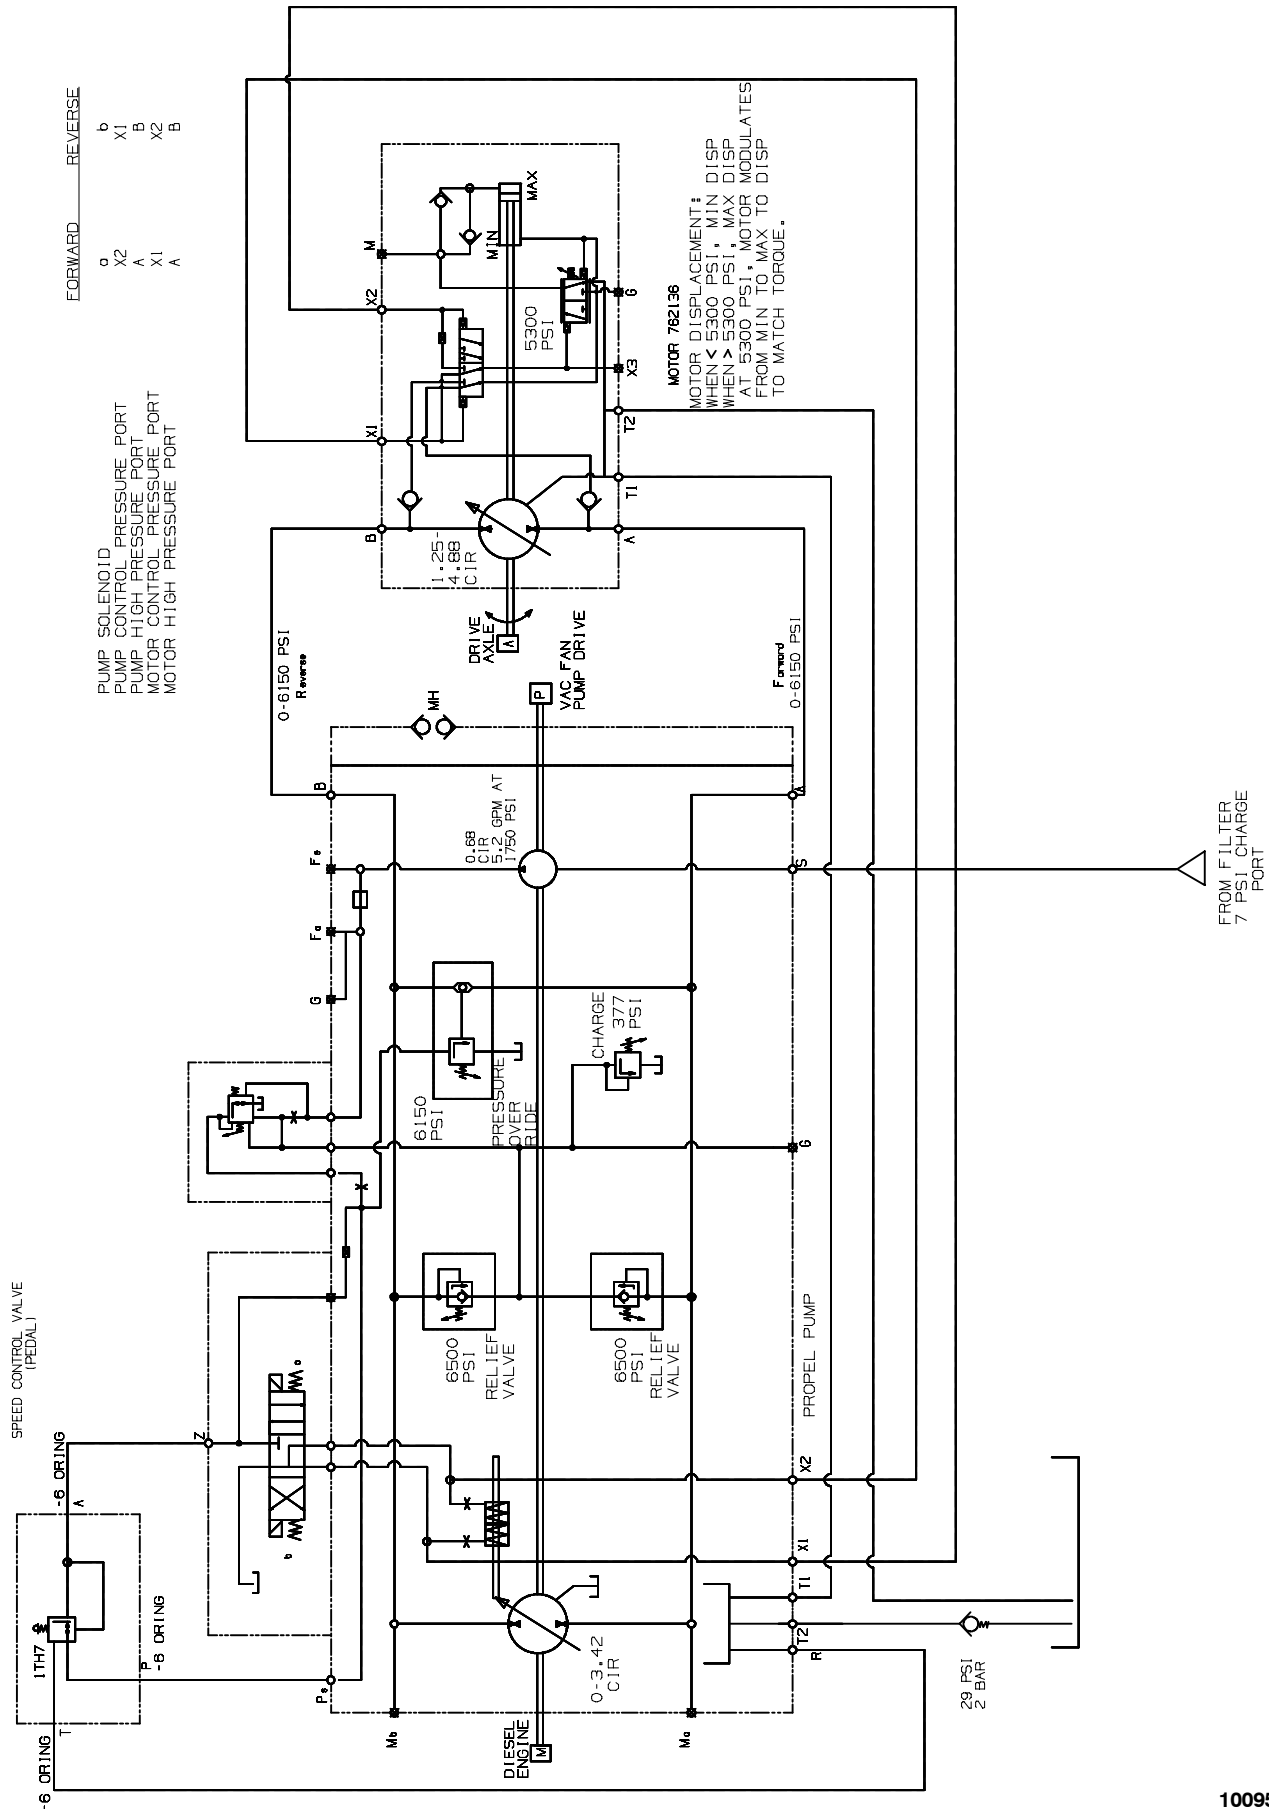 FORWARD REVERSE
PUMP SOLENOID a b
PUMP CONTROL PRESSURE PORT X2 X1
PUMP HIGH PRESSURE PORT A B
MOTOR CONTROL PRESSURE PORT X1 X2
MOTOR HIGH PRESSURE PORT A B
SPEED CONTROL VALVE
(PEDAL)
-6 ORING
A
1TH7
P
-6 ORING
T
-6 ORING
Z
a
b
Ps
G
Fa
Fe
B
0-6150 PSI
Reverse
MH
6150
PSI
PRESSURE
OVER
RIDE
CHARGE
377
PSI
0.68
CIR
5.2 GPM AT
1750 PSI
6500
PSI
RELIEF
VALVE
6500
PSI
RELIEF
VALVE
0-3.42
CIR
Mb
Ma
DIESEL
ENGINE
M
PROPEL PUMP
G
S
A
X2
X1
T1
T2
R
29 PSI
2 BAR
FROM FILTER
7 PSI CHARGE
PORT
P
VAC FAN
PUMP DRIVE
DRIVE
AXLE
A
Forward
0-6150 PSI
1.25-
4.88
CIR
B
X1
X2
M
MIN
MAX
5300
PSI
A
T1
T2
X3
G
MOTOR 762136
MOTOR DISPLACEMENT:
WHEN < 5300 PSI, MIN DISP
WHEN > 5300 PSI, MAX DISP
AT 5300 PSI, MOTOR MODULATES
FROM MIN TO MAX TO DISP
TO MATCH TORQUE.
10095